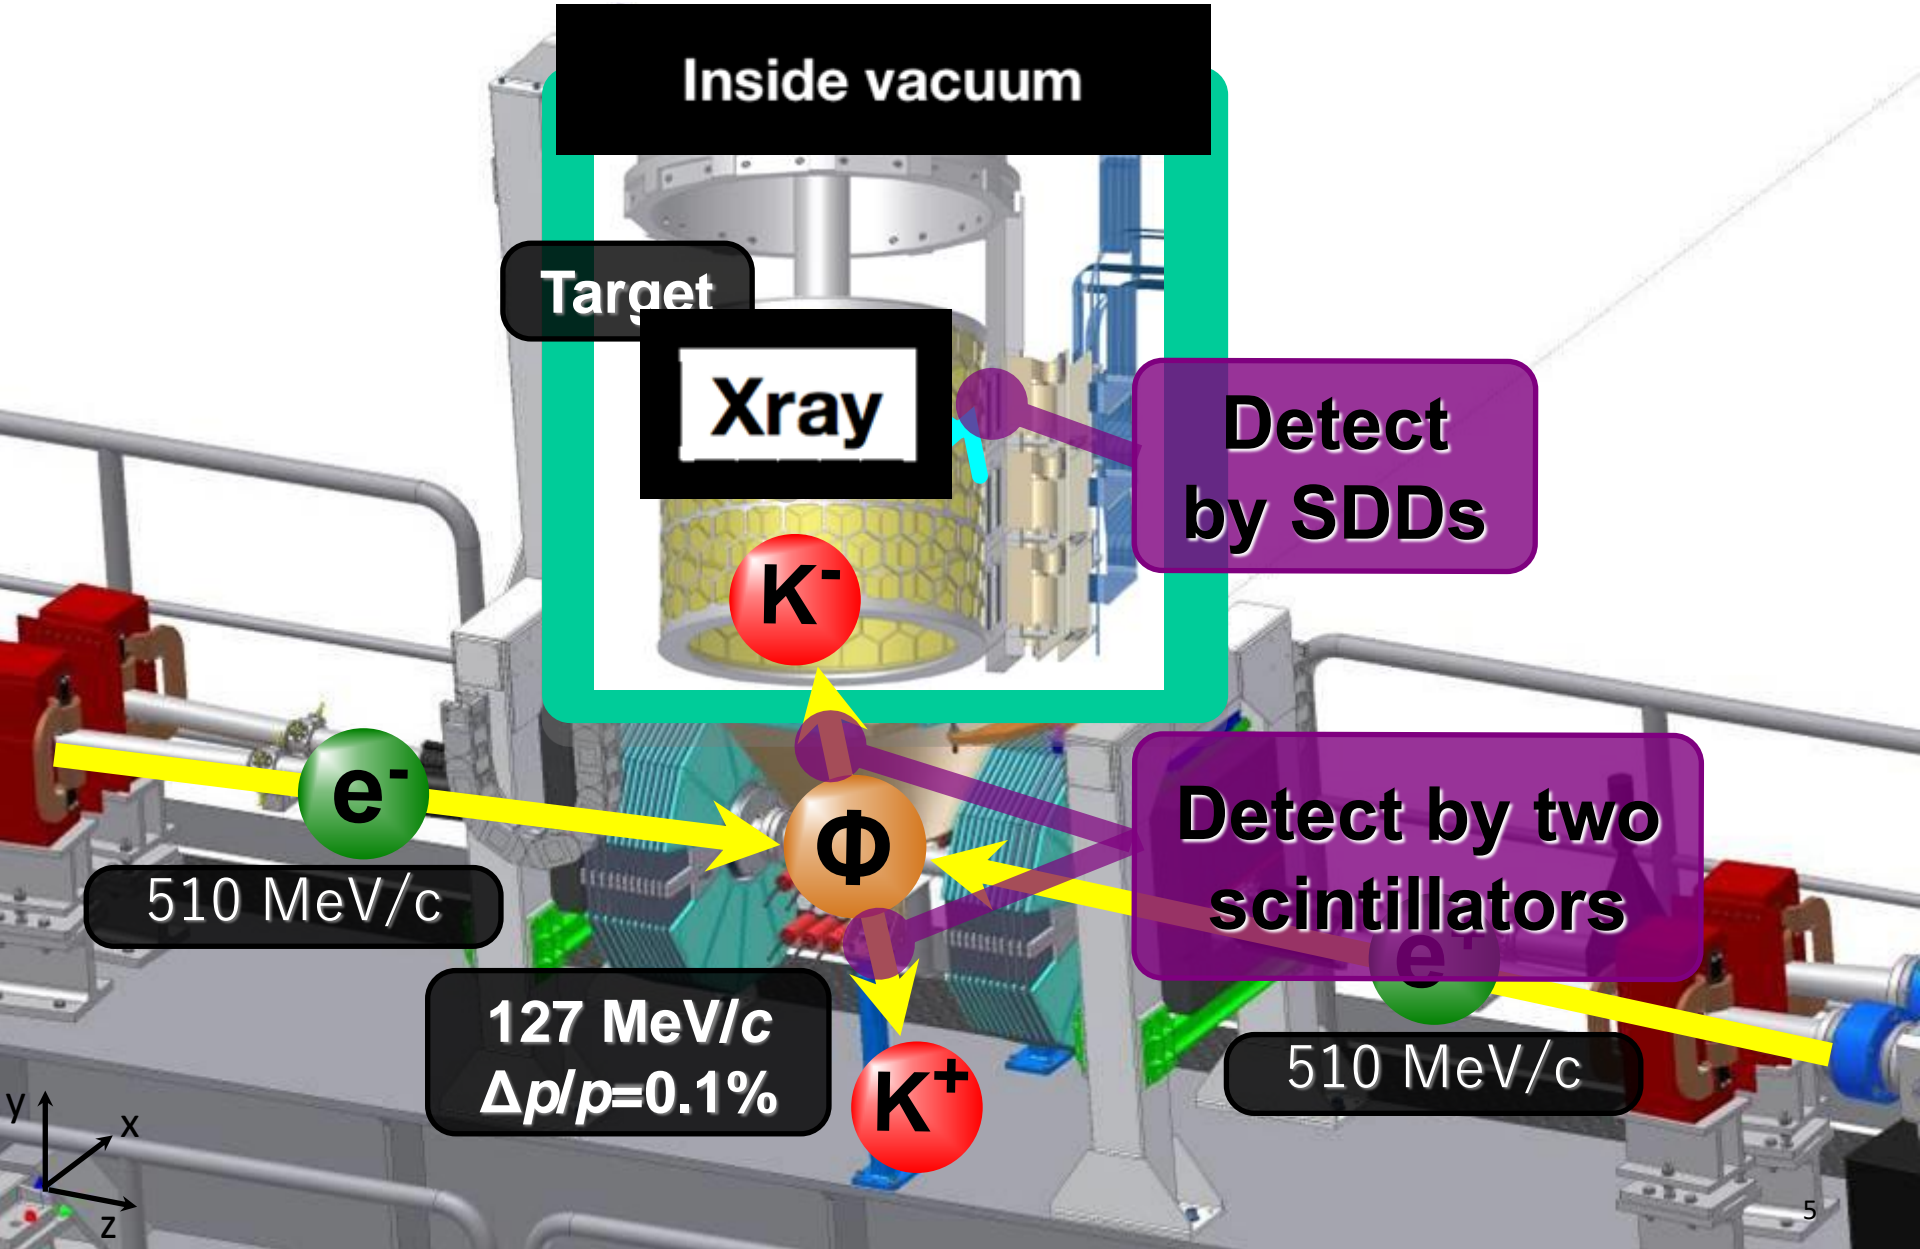 Inside vacuum
Target
Xray
Detect
by SDDs
K-
e-
Φ
510 MeV/c
Detect by two
scintillators
e+
127 MeV/c
Δp/p=0.1%
510 MeV/c
K+
y
x
z
5